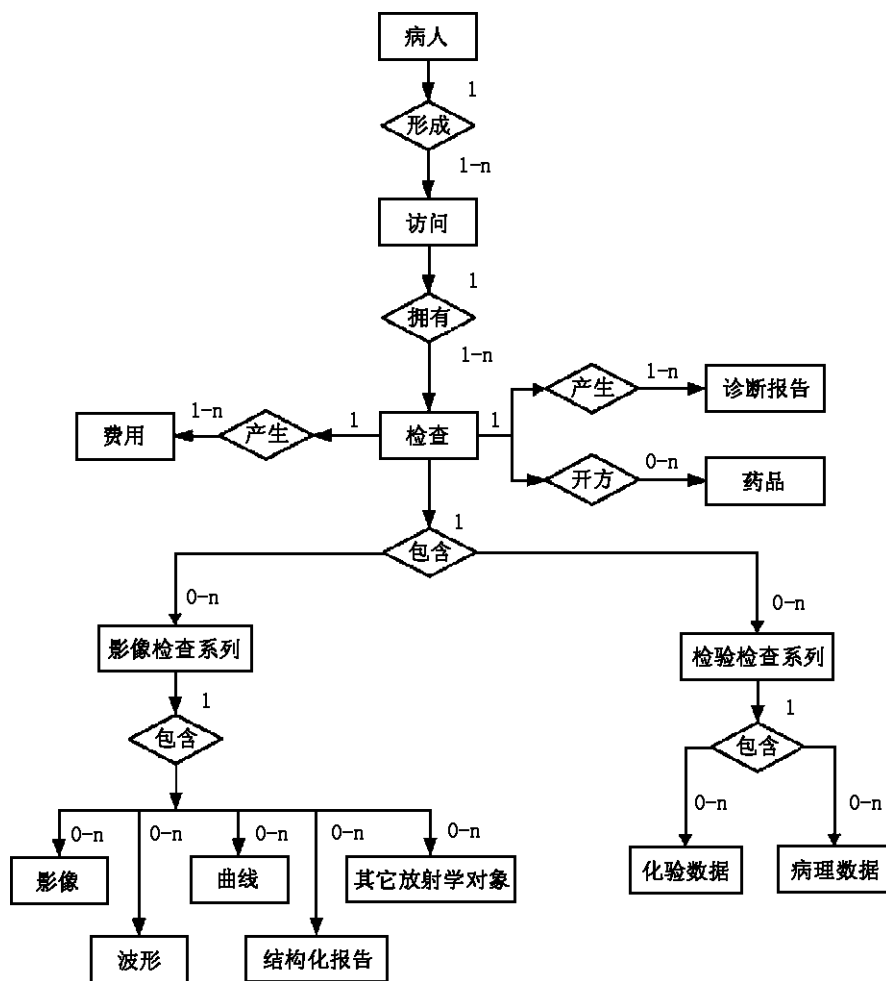 病人
1
形成
1-n
访问
1
拥有
1-n
产生
1-n
诊断报告
费用
1-n
产生
1
检查
1
开方
0-n
药品
1
包含
0-n
0-n
影像检查系列
检验检查系列
1
1
包含
包含
0-n
0-n
0-n
0-n
0-n
0-n
0-n
影像
曲线
其它放射学对象
化验数据
病理数据
波形
结构化报告